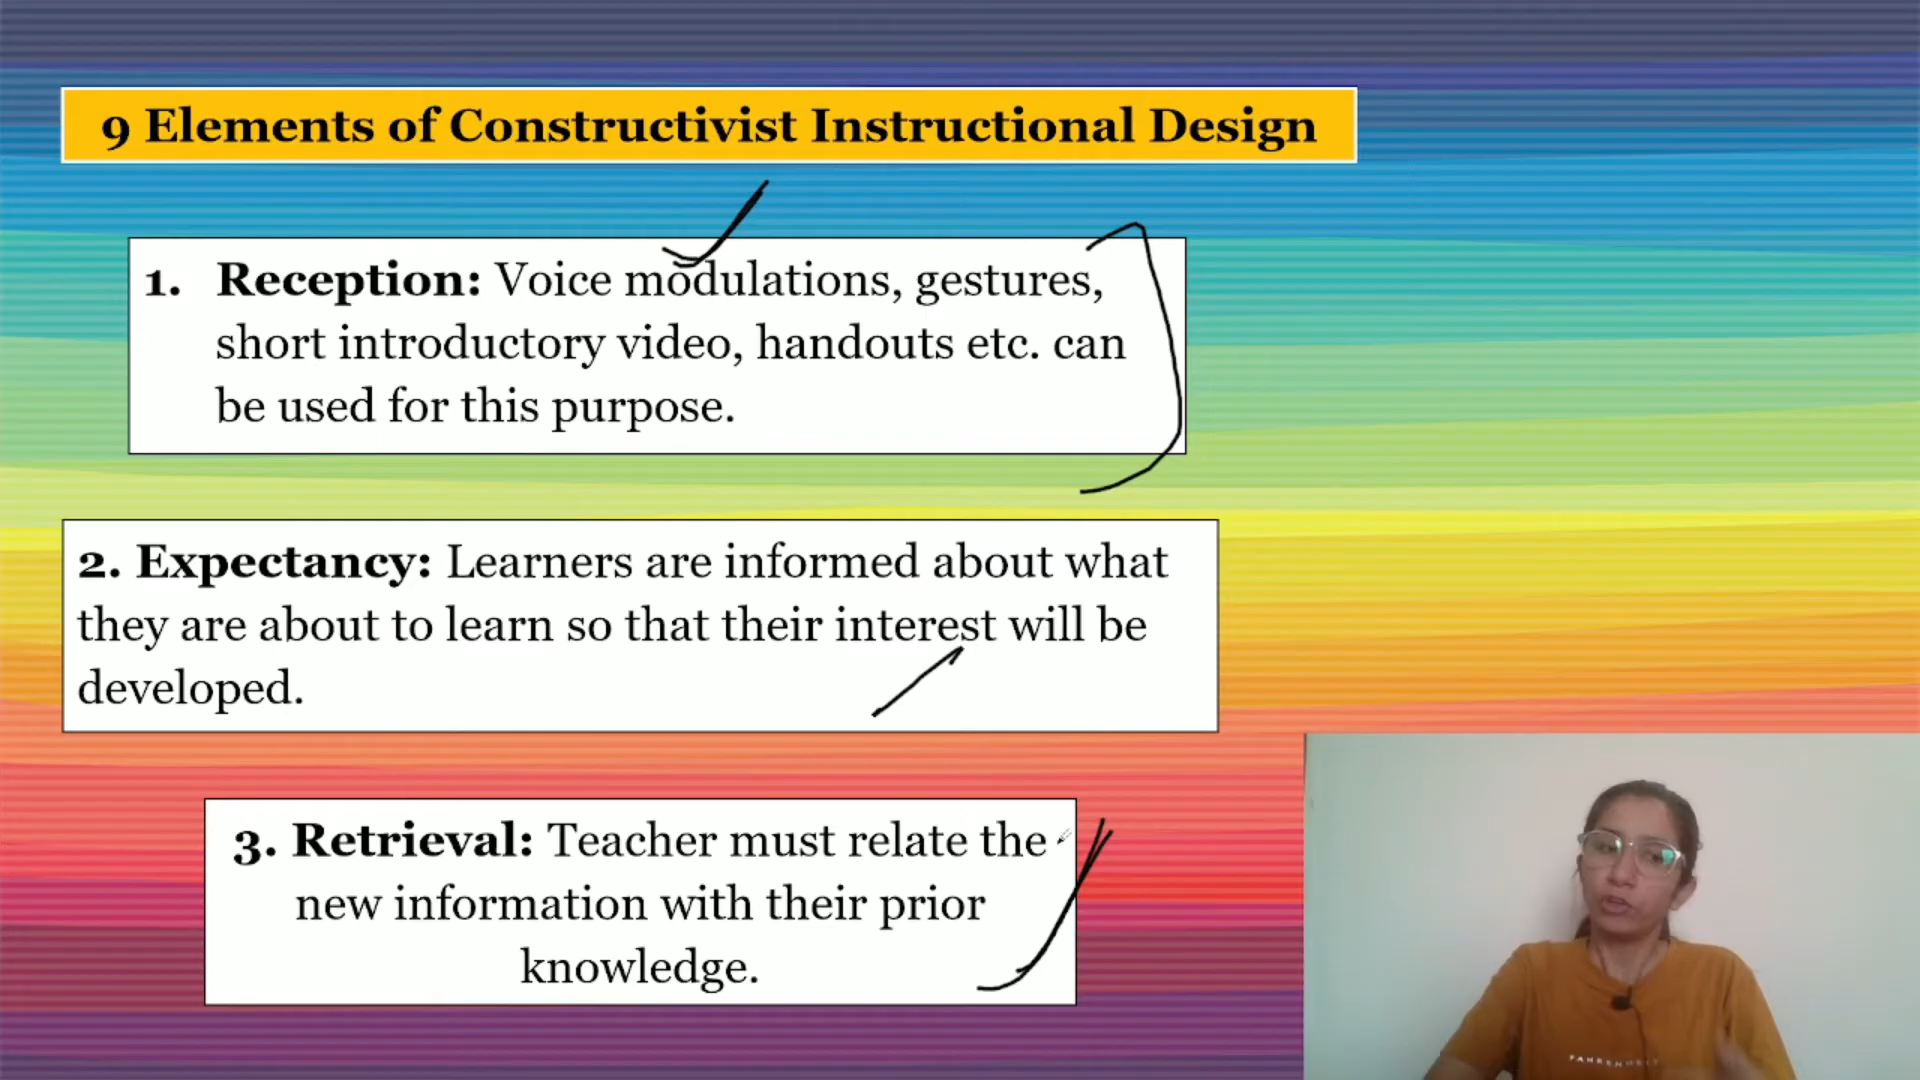 9 Elements of Constructivist Instructional Design
1. Reception: Voice modulations, gestures,
short introductory video, handouts etc. can
be used for this purpose.
2. Expectancy: Learners are informed about what
they are about to learn so that their interest will be
developed.
3. Retrieval: Teacher must relate the
new information with their prior
knowledge.